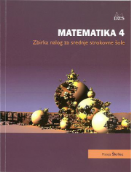 DZS
MATEMATIKA 4
Zbirka nalog za srednje strokovne šole